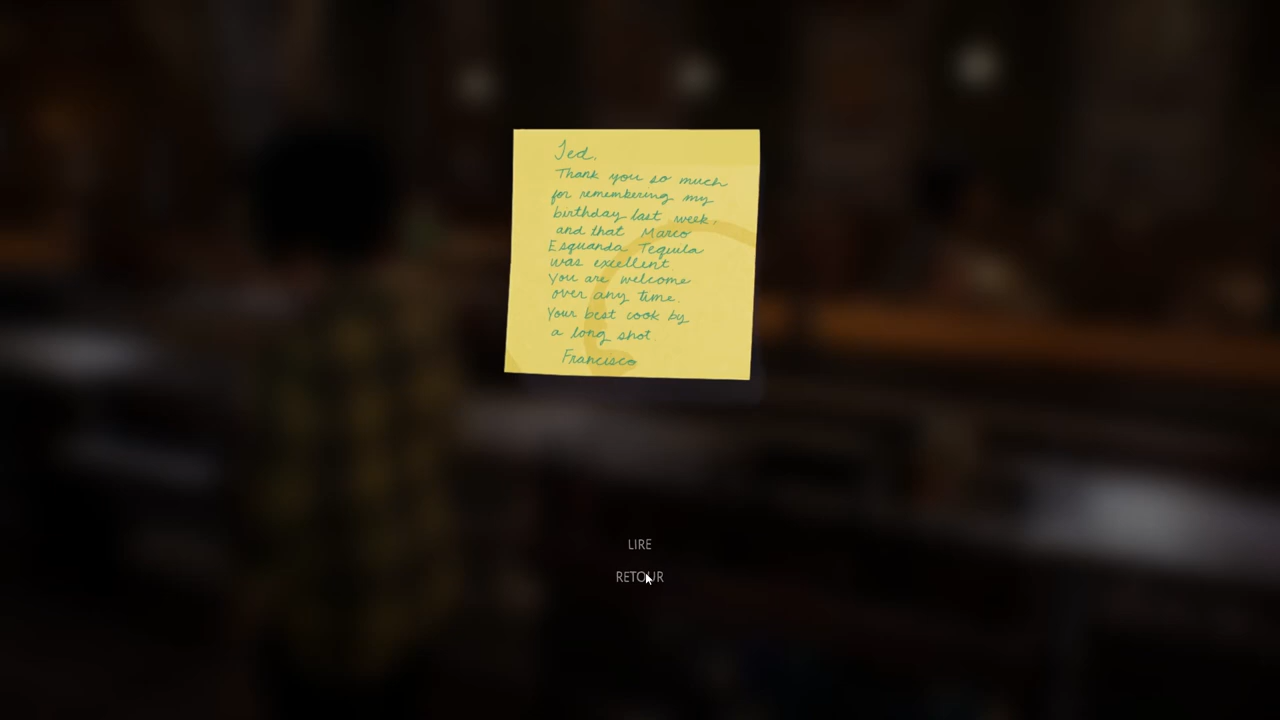 Ted.
Thank you so much
for remembering my
birthday last week.
and that Marco
Esquanda Tequila
was excellent.
You are welcome
over any time.
Your best cook by
a long shot.
Francisco
LIRE
RETOUR